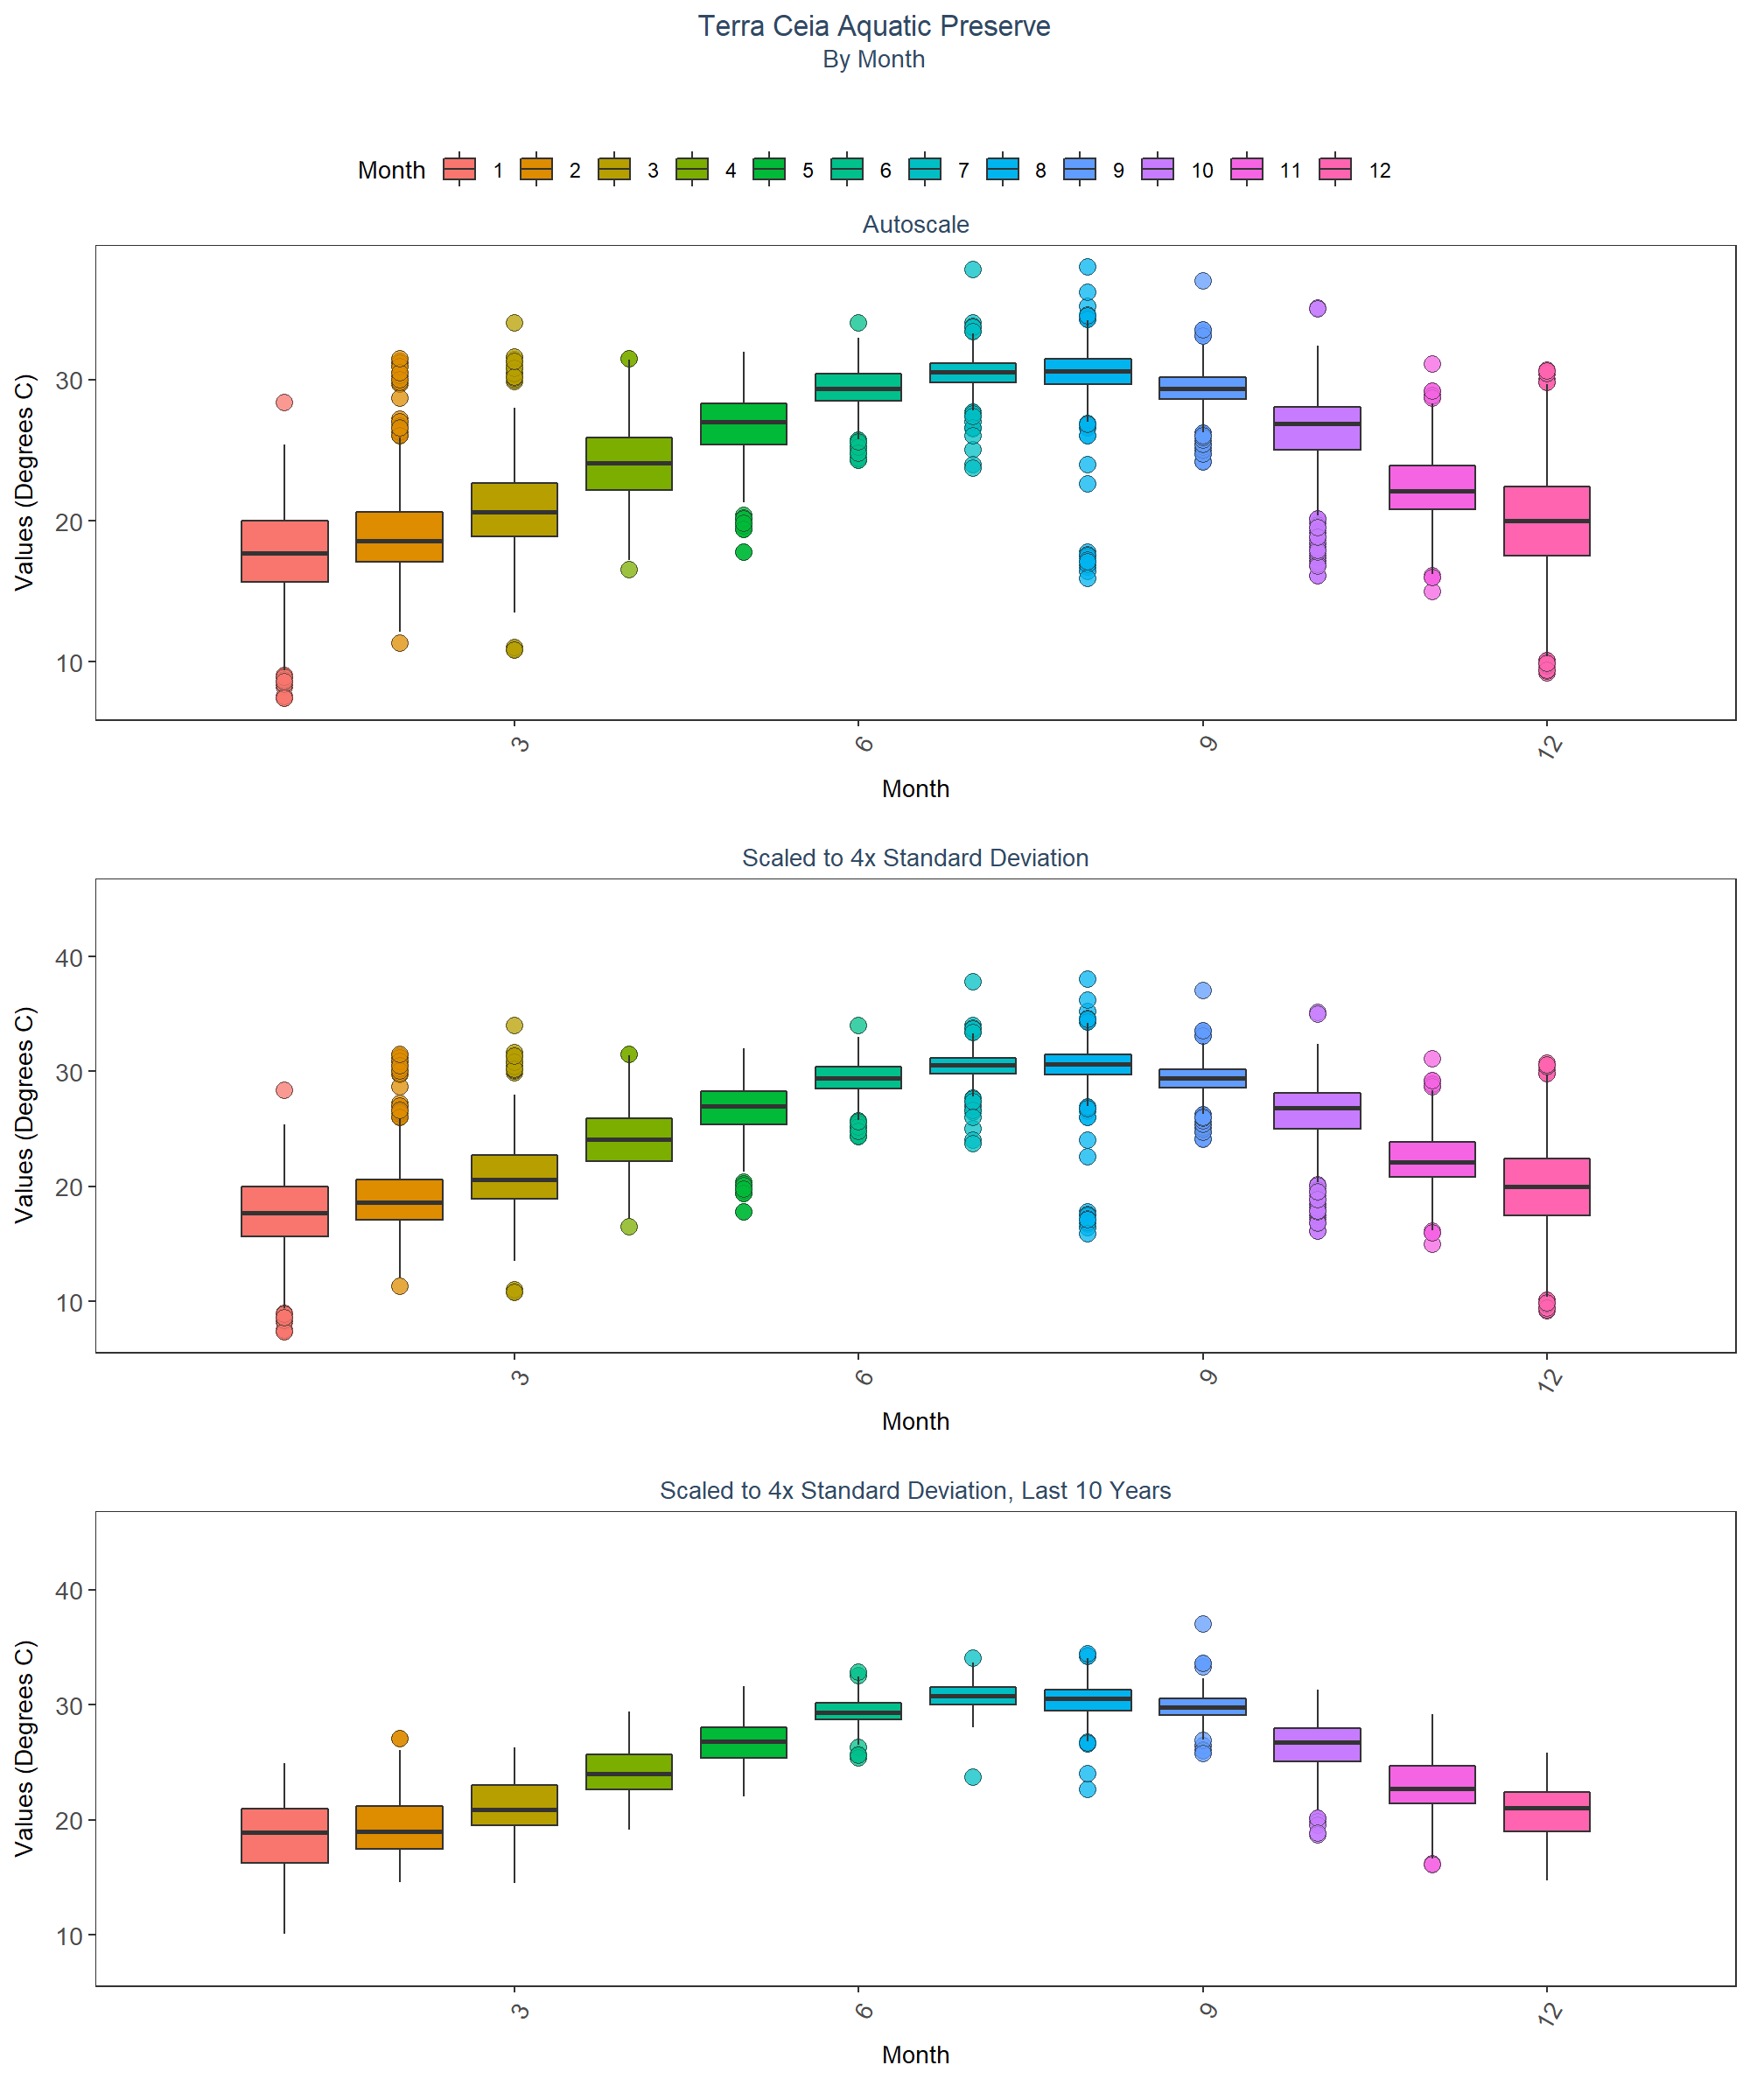 Terra Ceia Aquatic Preserve
By Month
Month 1 2 3 4 5 6 7 8 9 10 11 12
Autoscale
Values (Degrees C)
30
20
10
3 6 9 12
Month
Scaled to 4x Standard Deviation
Values (Degrees C)
40
30
20
10
3 6 9 12
Month
Scaled to 4x Standard Deviation, Last 10 Years
Values (Degrees C)
40
30
20
10
3 6 9 12
Month